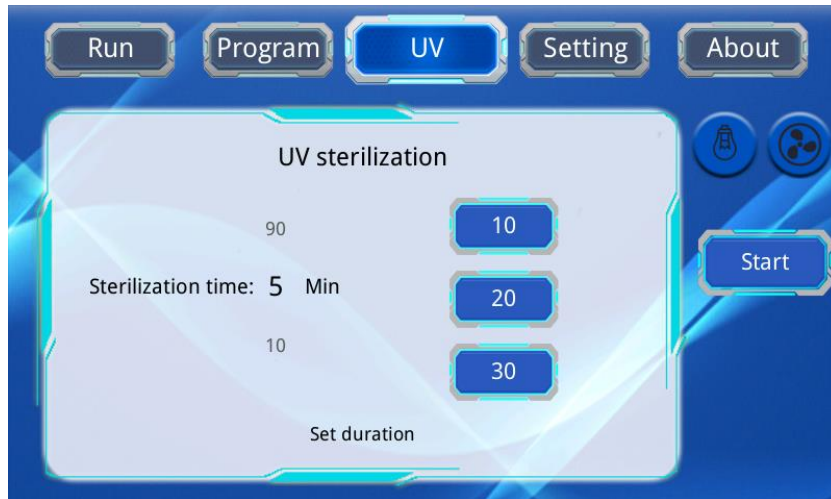 Run Program UV Setting About
UV sterilization
90
10
Sterilization time: 5 Min
20
10
30
Set duration
Start